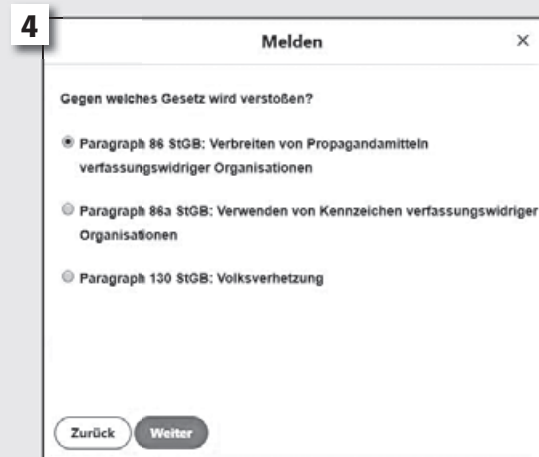 4
Melden ×
Gegen welches Gesetz wird verstoßen?
Paragraph 86 StGB: Verbreiten von Propagandamitteln
verfassungswidriger Organisationen
Paragraph 86a StGB: Verwenden von Kennzeichen verfassungswidriger
Organisationen
Paragraph 130 StGB: Volksverhetzung
Zurück Weiter